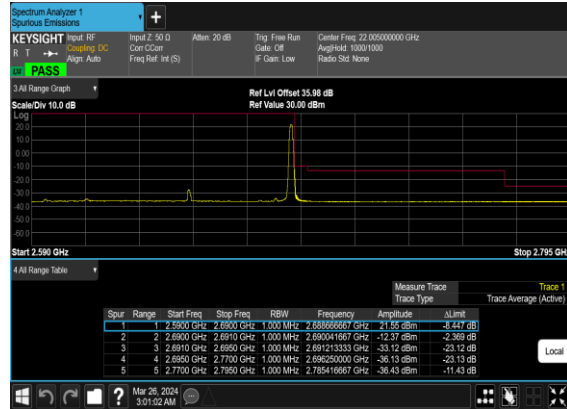 Spectrum Analyzer 1
Spurious Emissions
+
KEYSIGHT Input: RF Input Z: 50 Ω Atten: 20 dB Trig: Free Run Center Freq: 22.005000000 GHz
R T Coupling: DC Corr CCorr Gate: Off Avg|Hold: 1000/1000
Align: Auto Freq Ref: Int (S) IF Gain: Low Radio Std: None
PASS
3 All Range Graph Ref Lvl Offset 35.98 dB
Scale/Div 10.0 dB Ref Value 30.00 dBm
Log
20.0
10.0
0.00
-10.0
-20.0
-30.0
-40.0
-50.0
-60.0
Start 2.590 GHz Stop 2.795 GH
4 All Range Table
Measure Trace Trace 1
Trace Type Trace Average (Active)
Spur Range Start Freq Stop Freq RBW Frequency Amplitude ΔLimit
1 1 2.5900 GHz 2.6900 GHz 1.000 MHz 2.688666667 GHz 21.55 dBm -8.447 dB
2 2 2.6900 GHz 2.6910 GHz 1.000 MHz 2.690041667 GHz -12.37 dBm -2.369 dB
3 3 2.6910 GHz 2.6950 GHz 1.000 MHz 2.691213333 GHz -33.12 dBm -23.12 dB
4 4 2.6950 GHz 2.7700 GHz 1.000 MHz 2.696250000 GHz -36.13 dBm -23.13 dB
5 5 2.7700 GHz 2.7950 GHz 1.000 MHz 2.785416667 GHz -36.43 dBm -11.43 dB
Local
? Mar 26, 2024
3:01:02 AM